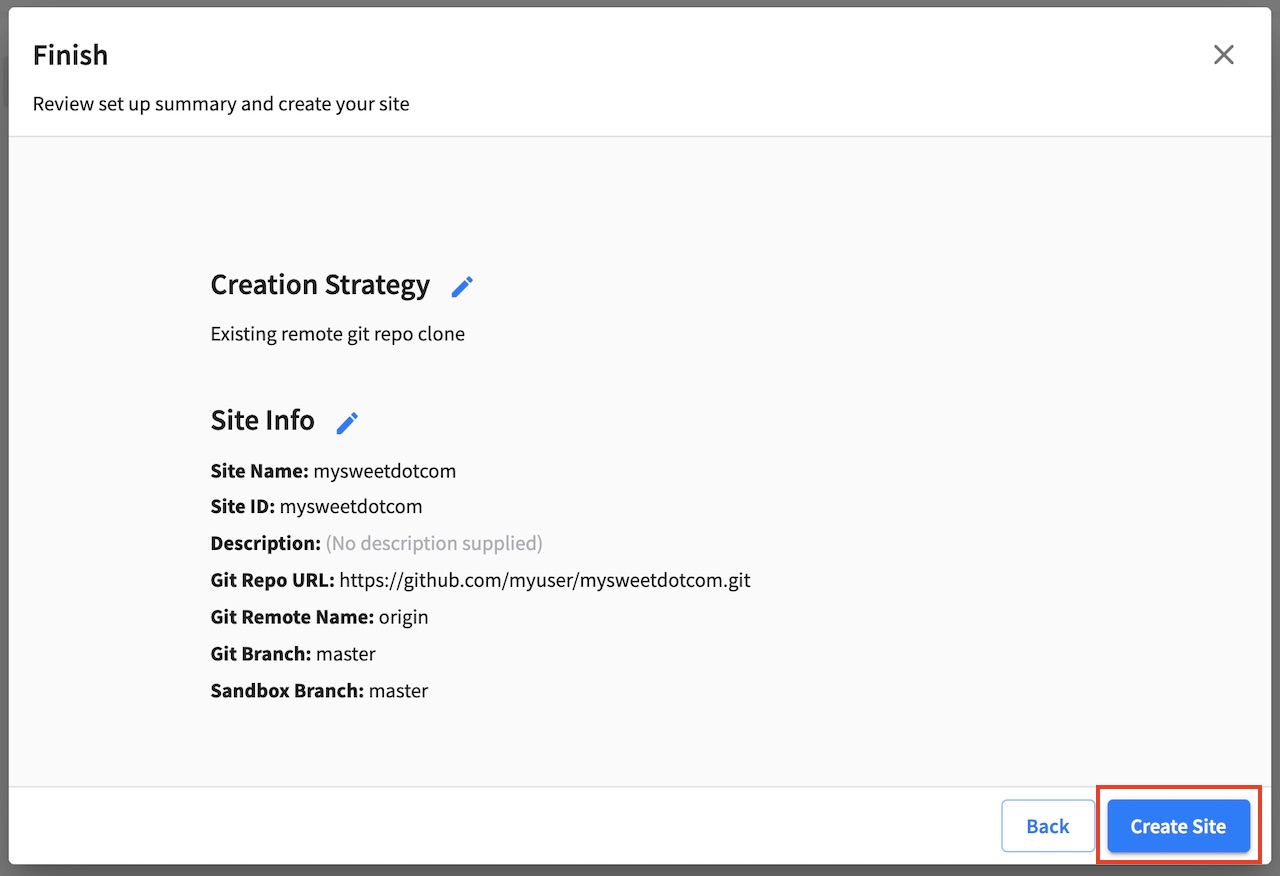 Finish
Review set up summary and create your site
Creation Strategy
Existing remote git repo clone
Site Info
Site Name: mysweetdotcom
Site ID: mysweetdotcom
Description: (No description supplied)
Git Repo URL: https://github.com/myuser/mysweetdotcom.git
Git Remote Name: origin
Git Branch: master
Sandbox Branch: master
Back
Create Site